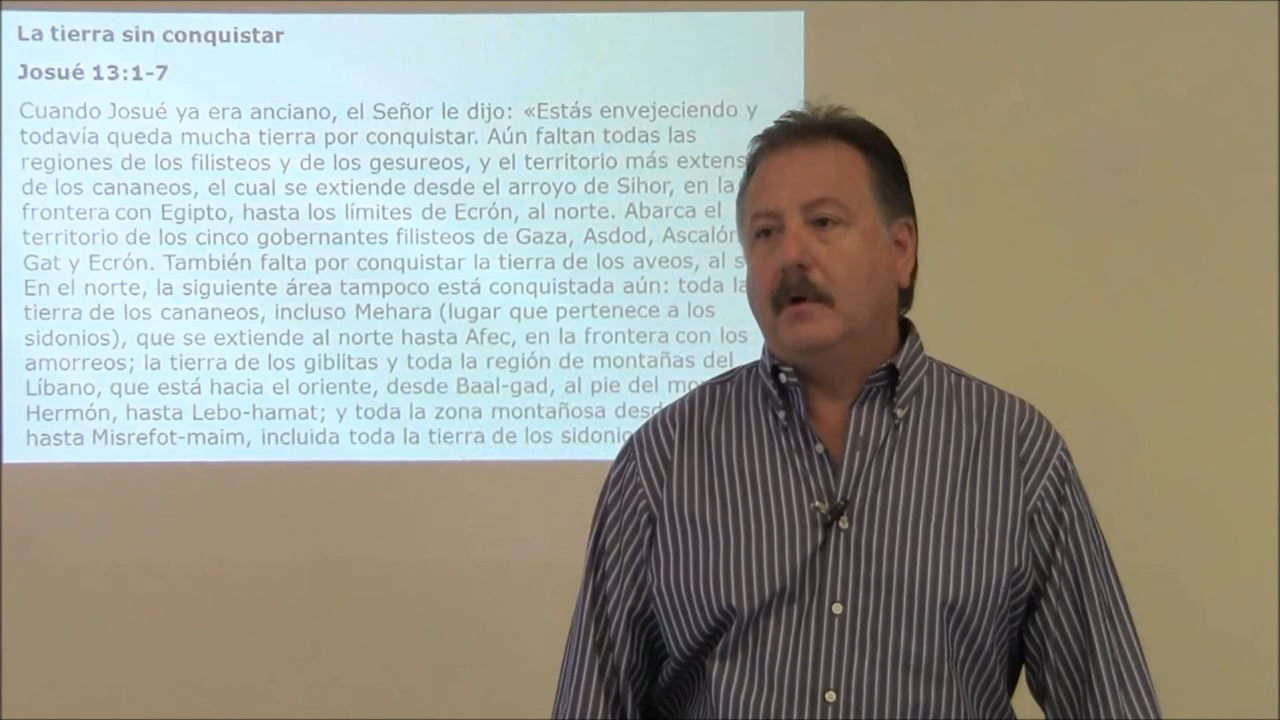 La tierra sin conquistar
Josué 13:1-7
Cuando Josué ya era anciano, el Señor le dijo: «Estás envejeciendo y
todavía queda mucha tierra por conquistar. Aún faltan todas las
regiones de los filisteos y de los gesureos, y el territorio más extens
de los cananeos, el cual se extiende desde el arroyo de Sihor, en la
frontera con Egipto, hasta los límites de Ecrón, al norte. Abarca el
territorio de los cinco gobernantes filisteos de Gaza, Asdod, Ascalón
Gat y Ecrón. También falta por conquistar la tierra de los aveos, al s
En el norte, la siguiente área tampoco está conquistada aún: toda la
tierra de los cananeos, incluso Mehara (lugar que pertenece a los
sidonios), que se extiende al norte hasta Afec, en la frontera con los
amorreos; la tierra de los giblitas y toda la región de montañas del
Líbano, que está hacia el oriente, desde Baal-gad, al pie del mo
Hermón, hasta Lebo-hamat; y toda la zona montañosa desd
hasta Misrefot-maim, incluida toda la tierra de los sidonio